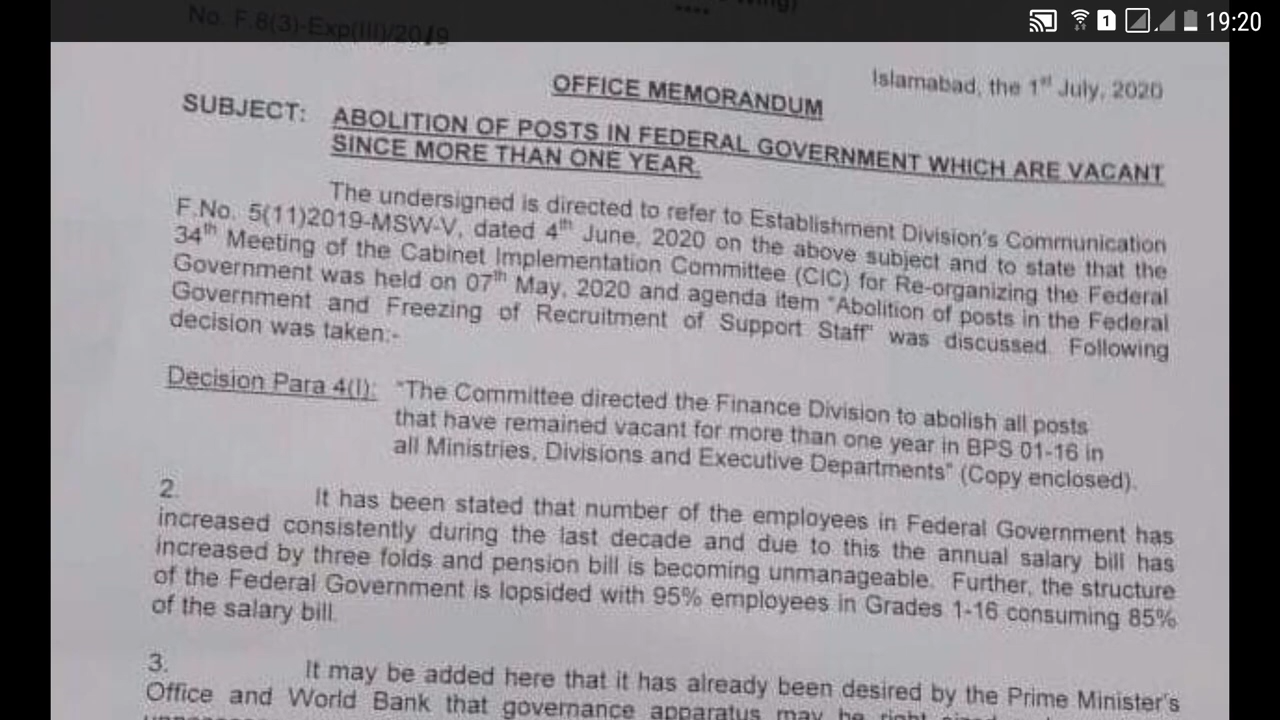 19:20
1
No. F.8(3)-Exp(III)/2019
****
Islamabad, the 1st July, 2020
OFFICE MEMORANDUM
SUBJECT: ABOLITION OF POSTS IN FEDERAL GOVERNMENT WHICH ARE VACANT
SINCE MORE THAN ONE YEAR.
The undersigned is directed to refer to Establishment Division's Communication
F.No. 5(11)2019-MSW-V, dated 4th June, 2020 on the above subject and to state that the
34th Meeting of the Cabinet Implementation Committee (CIC) for Re-organizing the Federal
Government was held on 07th May, 2020 and agenda item "Abolition of posts in the Federal
Government and Freezing of Recruitment of Support Staff" was discussed. Following
decision was taken:-
Decision Para 4(I): "The Committee directed the Finance Division to abolish all posts
that have remained vacant for more than one year in BPS 01-16 in
all Ministries, Divisions and Executive Departments" (Copy enclosed).
2. It has been stated that number of the employees in Federal Government has
increased consistently during the last decade and due to this the annual salary bill has
increased by three folds and pension bill is becoming unmanageable. Further, the structure
of the Federal Government is lopsided with 95% employees in Grades 1-16 consuming 85%
of the salary bill.
3. It may be added here that it has already been desired by the Prime Minister's
Office and World Bank that governance apparatus may be right